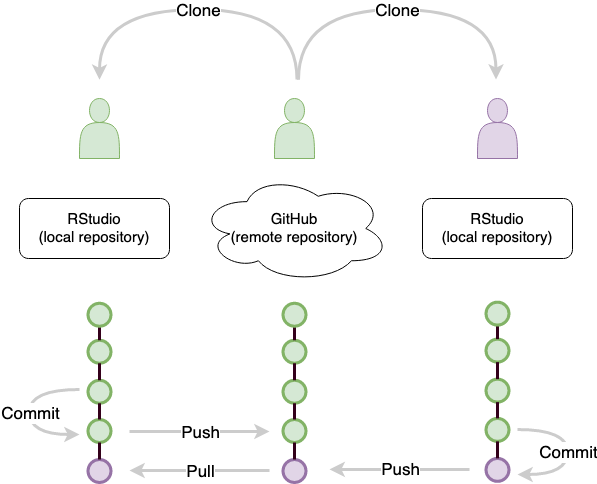 Clone
Clone
RStudio
(local repository)
GitHub
(remote repository)
RStudio
(local repository)
Commit
Push
Commit
Pull
Push